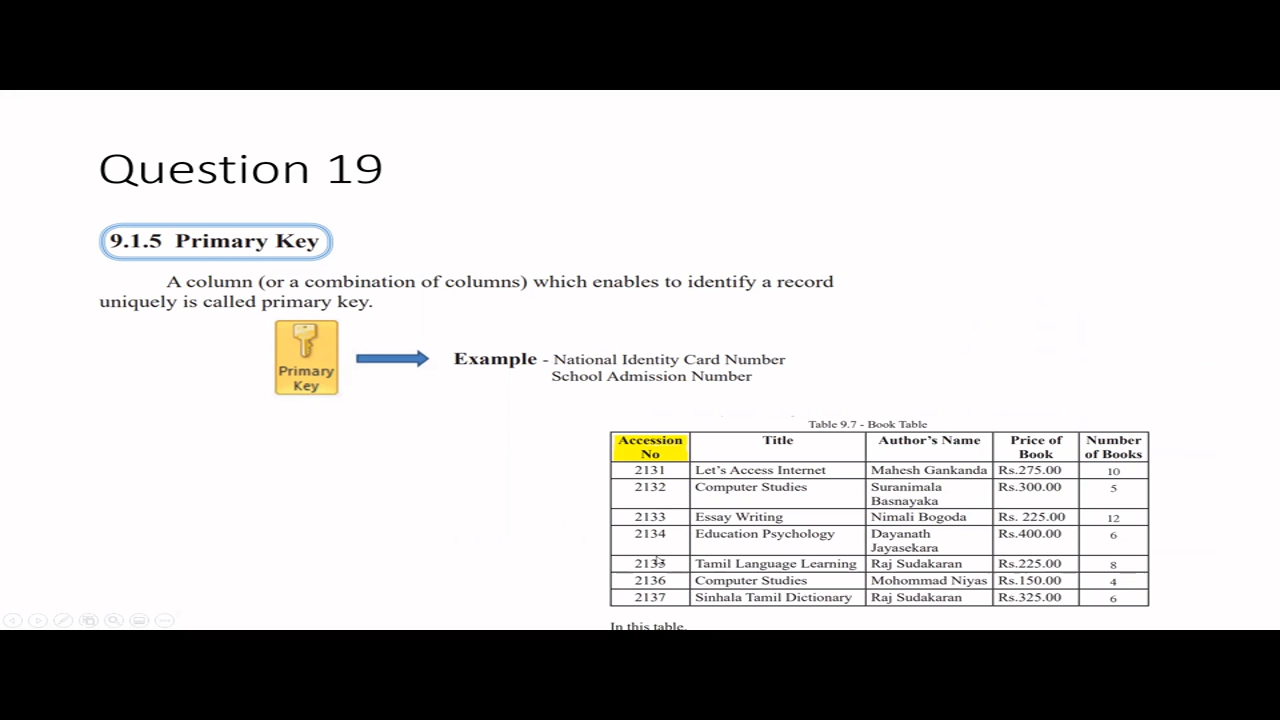 Question 19
9.1.5 Primary Key
A column (or a combination of columns) which enables to identify a record
uniquely is called primary key.
Primary
Key
Example - National Identity Card Number
School Admission Number
Table 9.7 - Book Table
Accession No Title Author's Name Price of Book Number of Books
2131 Let's Access Internet Mahesh Gankanda Rs.275.00 10
2132 Computer Studies Suranimala Basnayaka Rs.300.00 5
2133 Essay Writing Nimali Bogoda Rs. 225.00 12
2134 Education Psychology Dayanath Jayasekara Rs.400.00 6
2135 Tamil Language Learning Raj Sudakaran Rs.225.00 8
2136 Computer Studies Mohommad Niyas Rs.150.00 4
2137 Sinhala Tamil Dictionary Raj Sudakaran Rs.325.00 6
In this table,